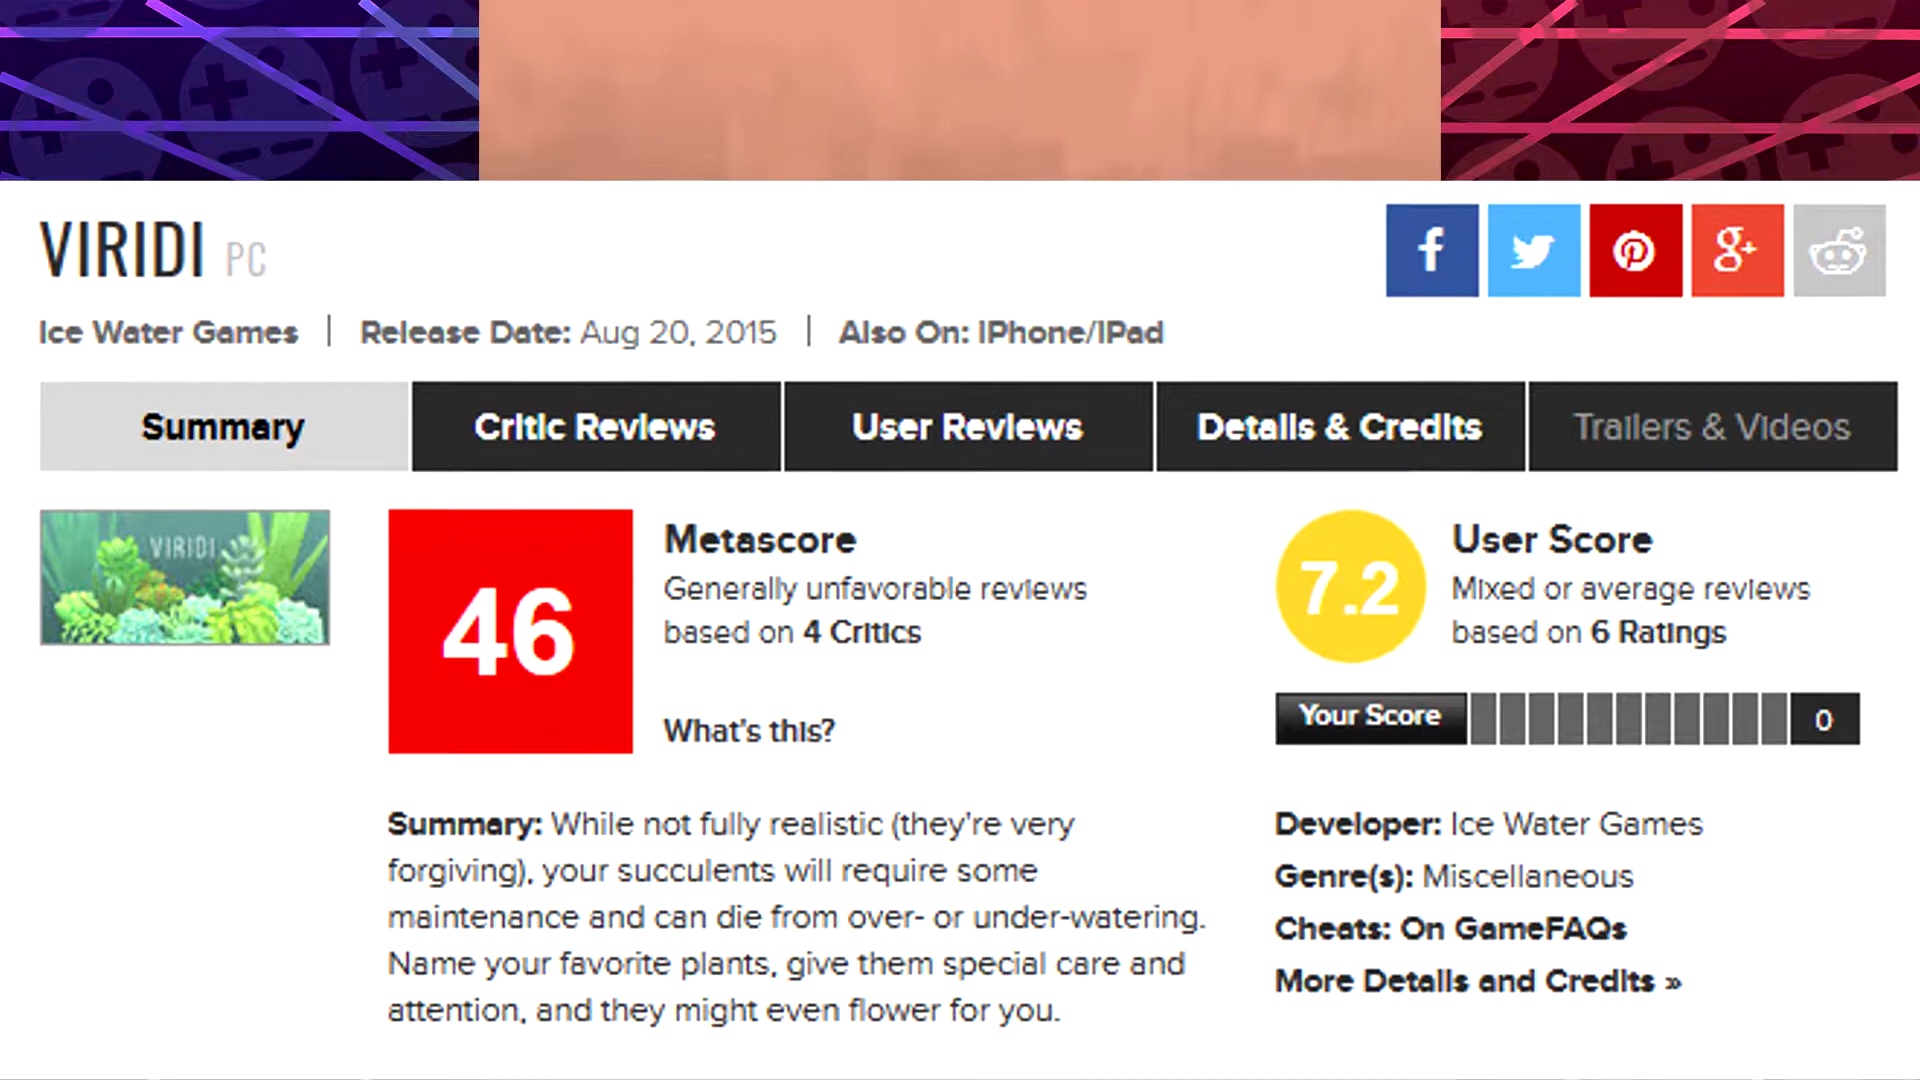 VIRIDI PC
f g+
Ice Water Games | Release Date: Aug 20, 2015 | Also On: iPhone/iPad
Summary Critic Reviews User Reviews Details & Credits Trailers & Videos
VIRIDI
46
Metascore
Generally unfavorable reviews
based on 4 Critics
What's this?
7.2
User Score
Mixed or average reviews
based on 6 Ratings
Your Score 0
Summary: While not fully realistic (they're very
forgiving), your succulents will require some
maintenance and can die from over- or under-watering.
Name your favorite plants, give them special care and
attention, and they might even flower for you.
Developer: Ice Water Games
Genre(s): Miscellaneous
Cheats: On GameFAQs
More Details and Credits »